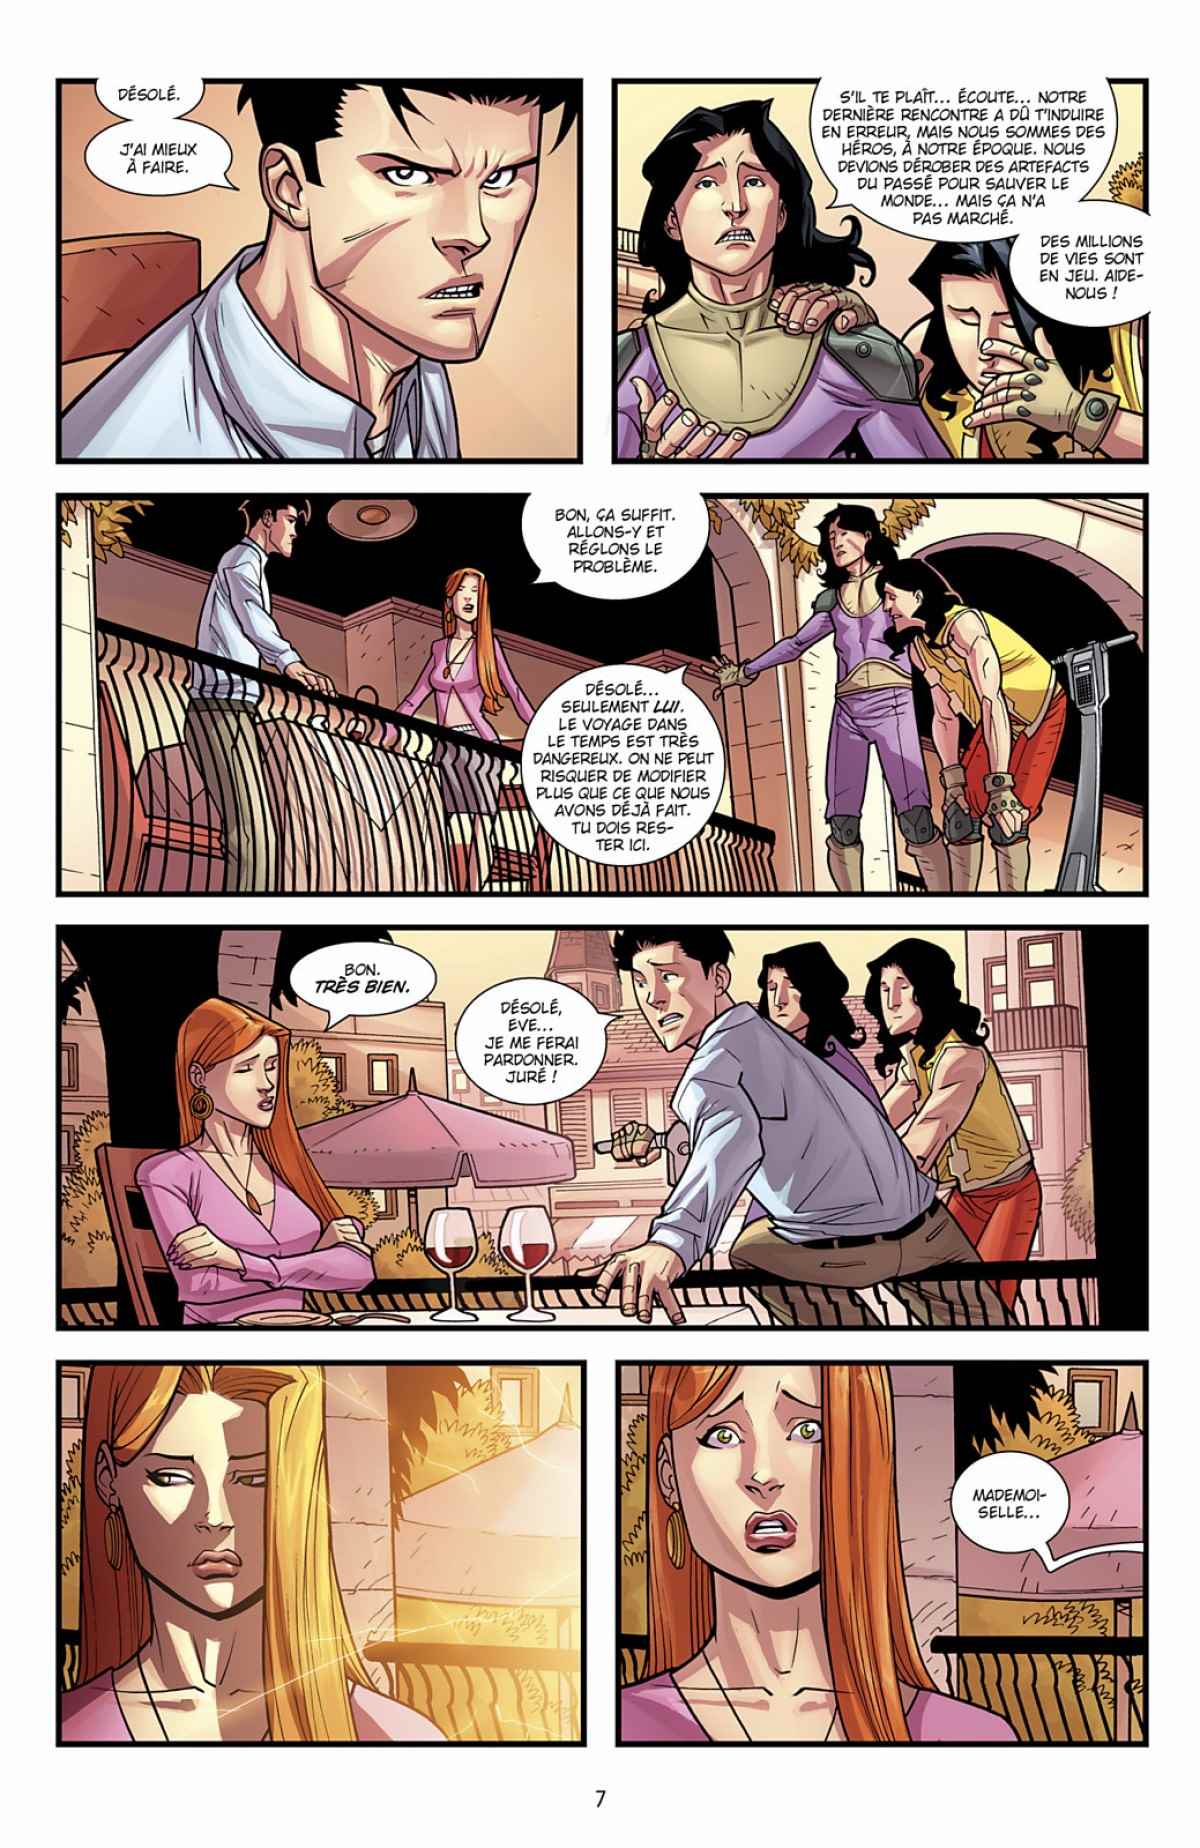 DÉSOLÉ.
J'AI MIEUX
À FAIRE.
S'IL TE PLAÎT... ÉCOUTE... NOTRE
DERNIÈRE RENCONTRE A DÛ T'INDUIRE
EN ERREUR, MAIS NOUS SOMMES DES
HÉROS, À NOTRE ÉPOQUE. NOUS
DEVIONS DÉROBER DES ARTEFACTS
DU PASSÉ POUR SAUVER LE
MONDE... MAIS ÇA N'A
PAS MARCHÉ.
DES MILLIONS
DE VIES SONT
EN JEU. AIDE-
NOUS !
BON, ÇA SUFFIT.
ALLONS-Y ET
RÉGLONS LE
PROBLÈME.
DÉSOLÉ...
SEULEMENT LUI.
LE VOYAGE DANS
LE TEMPS EST TRÈS
DANGEREUX. ON NE PEUT
RISQUER DE MODIFIER
PLUS QUE CE QUE NOUS
AVONS DÉJÀ FAIT.
TU DOIS RES-
TER ICI.
BON.
TRÈS BIEN.
DÉSOLÉ,
EVE...
JE ME FERAI
PARDONNER.
JURÉ !
MADEMOI-
SELLE...
7